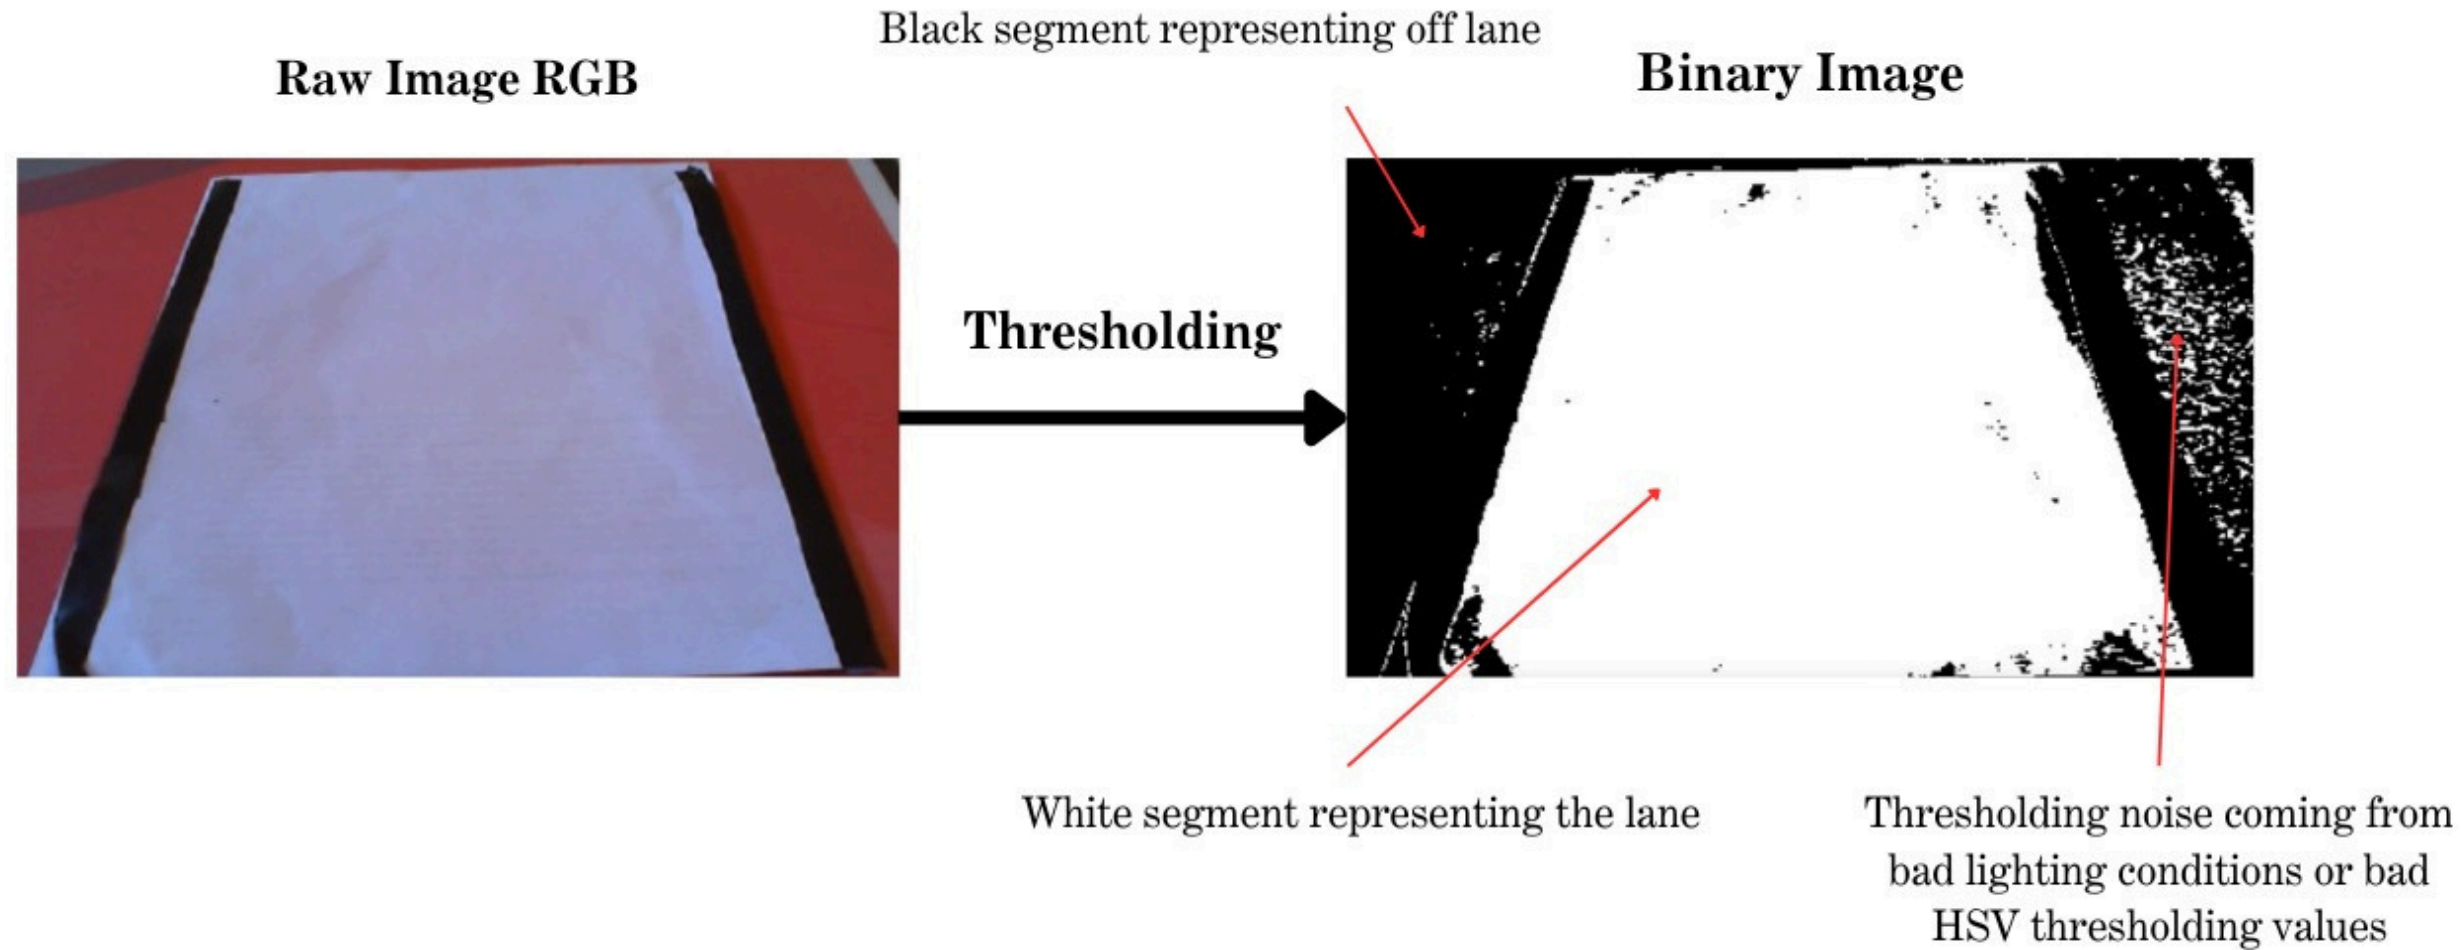 Black segment representing off lane
Raw Image RGB
Binary Image
Thresholding
White segment representing the lane
Thresholding noise coming from
bad lighting conditions or bad
HSV thresholding values